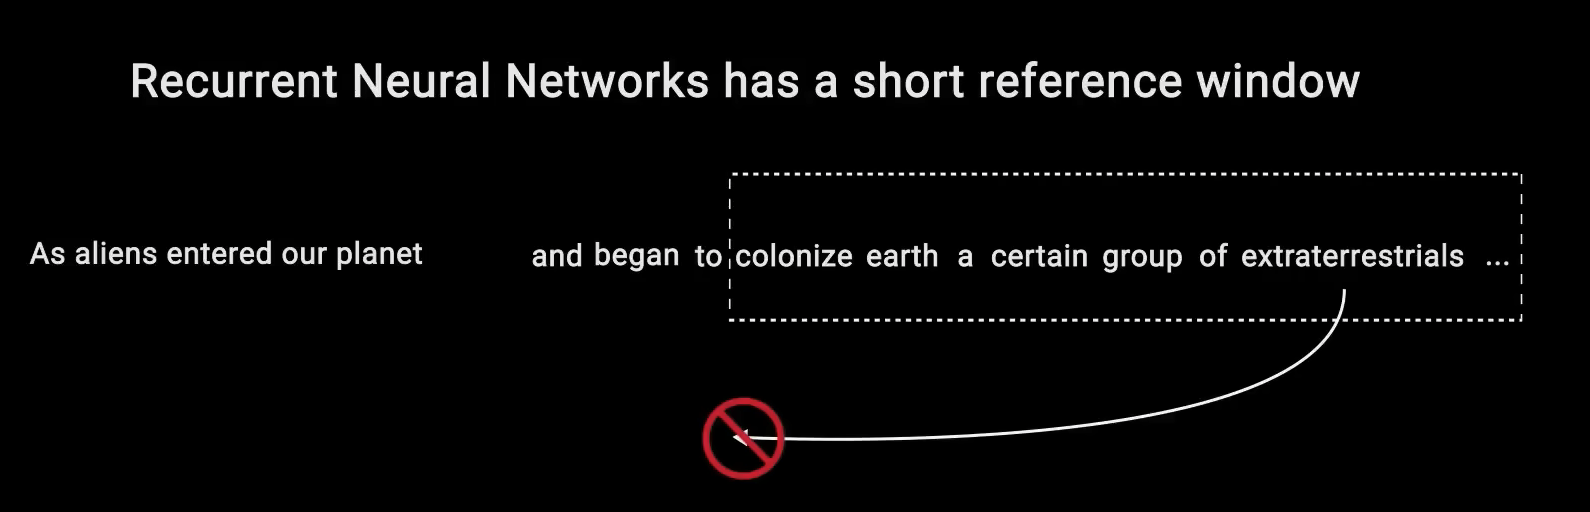 Recurrent Neural Networks has a short reference window
As aliens entered our planet and began to colonize earth a certain group of extraterrestrials ...